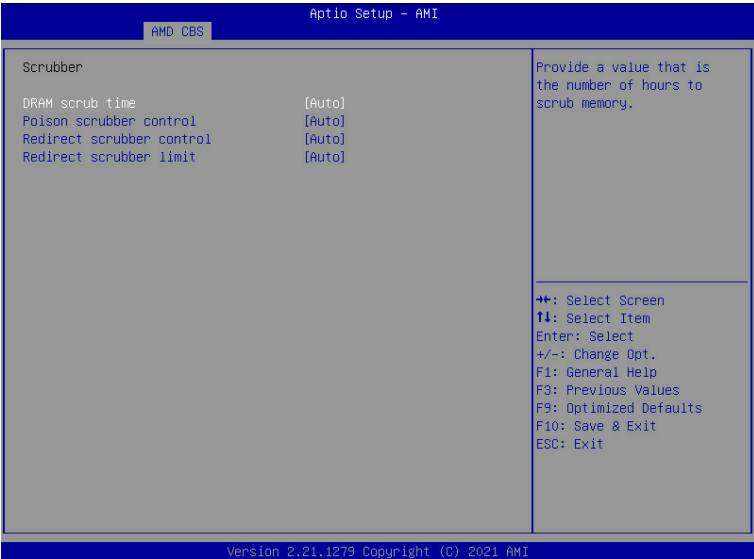 Aptio Setup – AMI
AMD CBS
Scrubber
DRAM scrub time [Auto]
Poison scrubber control [Auto]
Redirect scrubber control [Auto]
Redirect scrubber limit [Auto]
Provide a value that is
the number of hours to
scrub memory.
→←: Select Screen
↑↓: Select Item
Enter: Select
+/-: Change Opt.
F1: General Help
F3: Previous Values
F9: Optimized Defaults
F10: Save & Exit
ESC: Exit
Version 2.21.1279 Copyright (C) 2021 AMI